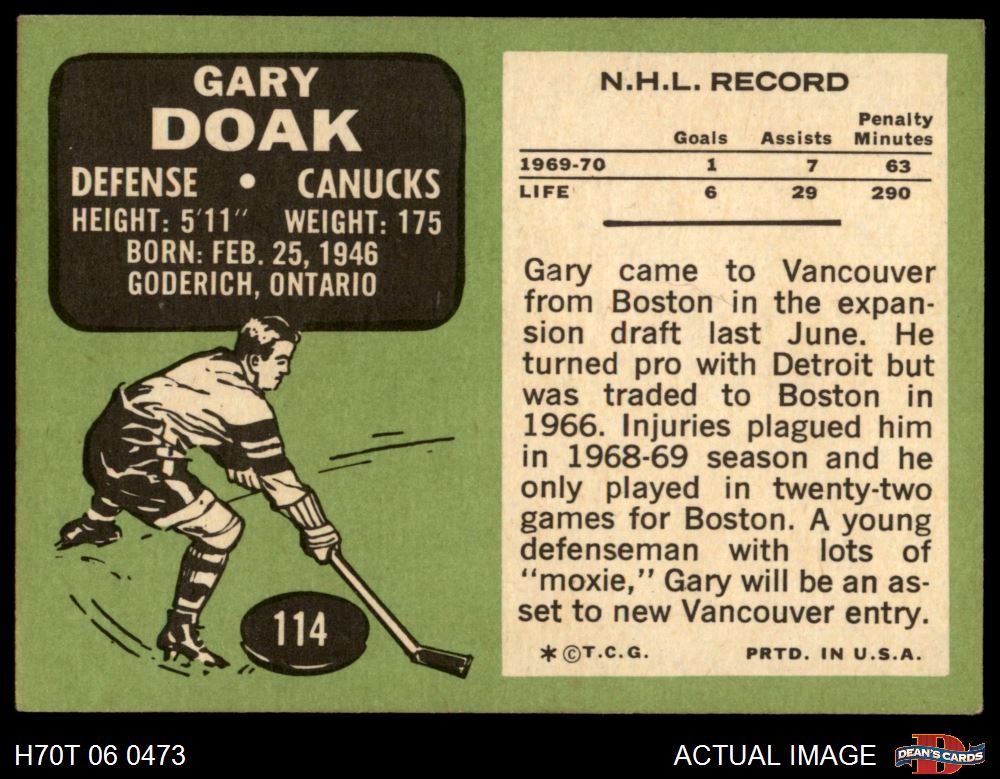 GARY
DOAK
DEFENSE • CANUCKS
HEIGHT: 5'11" WEIGHT: 175
BORN: FEB. 25, 1946
GODERICH, ONTARIO
114
N.H.L. RECORD
Goals Assists Penalty Minutes
1969-70 1 7 63
LIFE 6 29 290
Gary came to Vancouver
from Boston in the expan-
sion draft last June. He
turned pro with Detroit but
was traded to Boston in
1966. Injuries plagued him
in 1968-69 season and he
only played in twenty-two
games for Boston. A young
defenseman with lots of
"moxie," Gary will be an as-
set to new Vancouver entry.
* © T.C.G. PRTD. IN U.S.A.
H70T 06 0473
ACTUAL IMAGE
DEAN'S CARDS